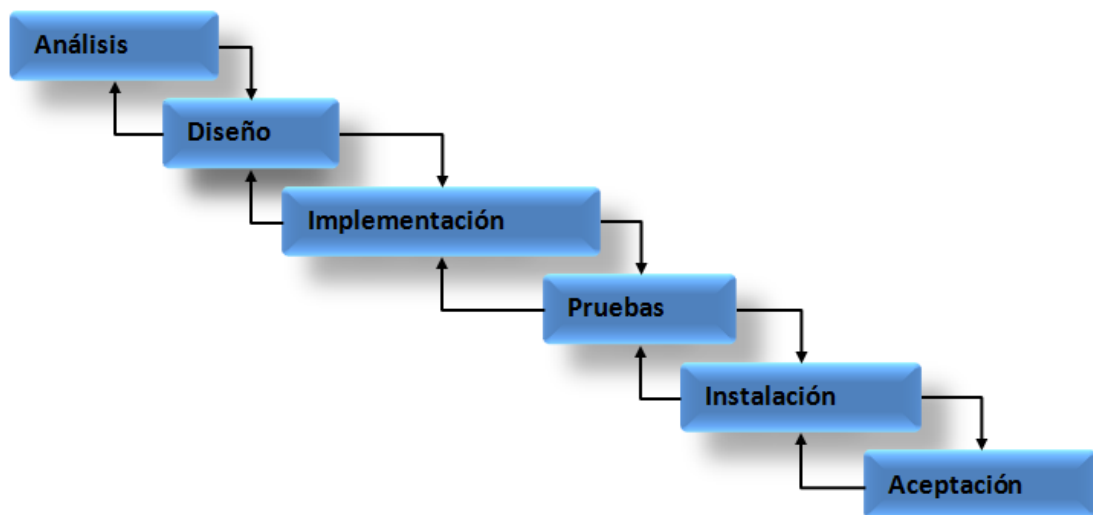 Análisis
Diseño
Implementación
Pruebas
Instalación
Aceptación